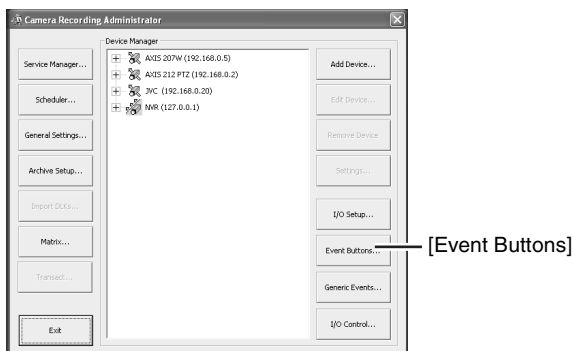 Camera Recording Administrator
Device Manager
Service Manager...
Scheduler...
General Settings...
Archive Setup...
Import DLKs...
Matrix...
Transact...
Exit
AXIS 207W (192.168.0.5)
AXIS 212 PTZ (192.168.0.2)
JVC (192.168.0.20)
NVR (127.0.0.1)
Add Device...
Edit Device...
Remove Device
Settings...
I/O Setup...
Event Buttons...
Generic Events...
I/O Control...
[Event Buttons]